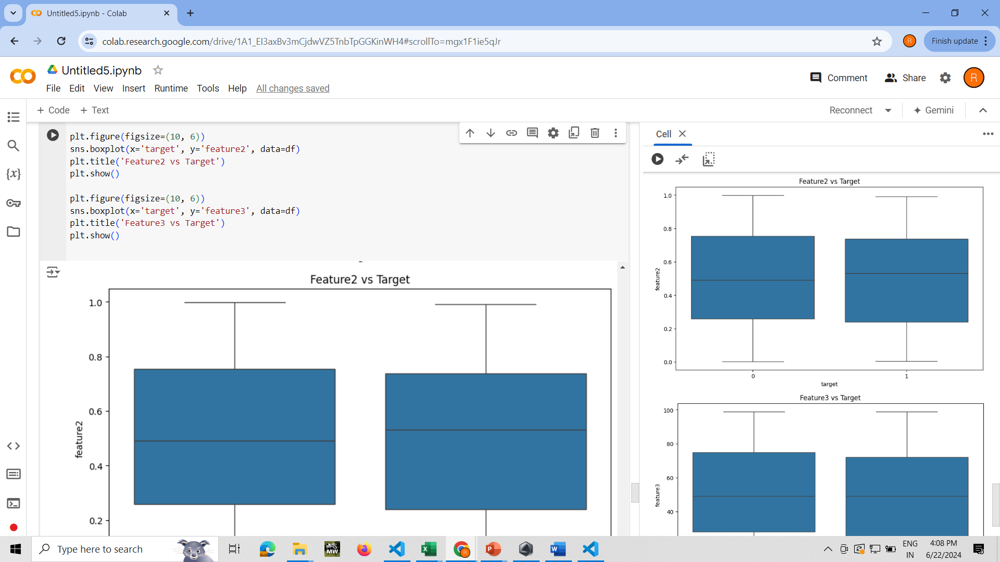 Untitled5.ipynb - Colab
colab.research.google.com/drive/1A1_EI3axBv3mCjdwVZ5TnbTpGGKinWH4#scrollTo=mgx1F1ie5qJr
R
Finish update
Untitled5.ipynb
File Edit View Insert Runtime Tools Help All changes saved
Comment
Share
R
+ Code + Text
Reconnect
Gemini
plt.figure(figsize=(10, 6))
sns.boxplot(x='target', y='feature2', data=df)
plt.title('Feature2 vs Target')
plt.show()
plt.figure(figsize=(10, 6))
sns.boxplot(x='target', y='feature3', data=df)
plt.title('Feature3 vs Target')
plt.show()
Feature2 vs Target
1.0
0.8
0.6
0.4
0.2
feature2
Cell
Feature2 vs Target
1.0
0.8
0.6
0.4
0.2
0.0
feature2
0 1
target
Feature3 vs Target
100
80
60
40
feature3
Type here to search
ENG
IN
4:08 PM
6/22/2024